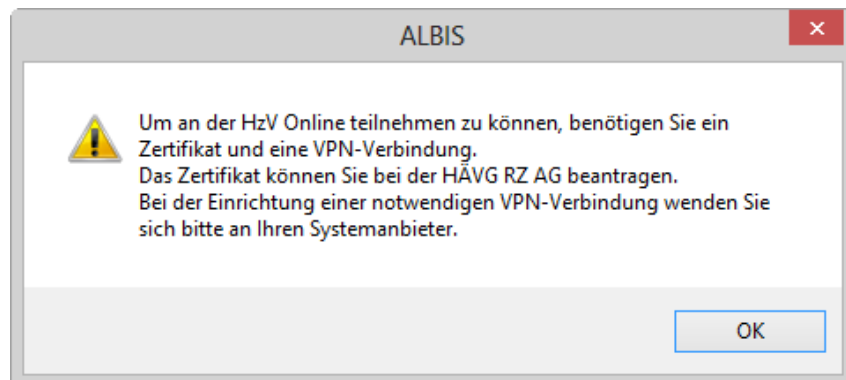 ALBIS
Um an der HzV Online teilnehmen zu können, benötigen Sie ein
Zertifikat und eine VPN-Verbindung.
Das Zertifikat können Sie bei der HÄVG RZ AG beantragen.
Bei der Einrichtung einer notwendigen VPN-Verbindung wenden Sie
sich bitte an Ihren Systemanbieter.
OK